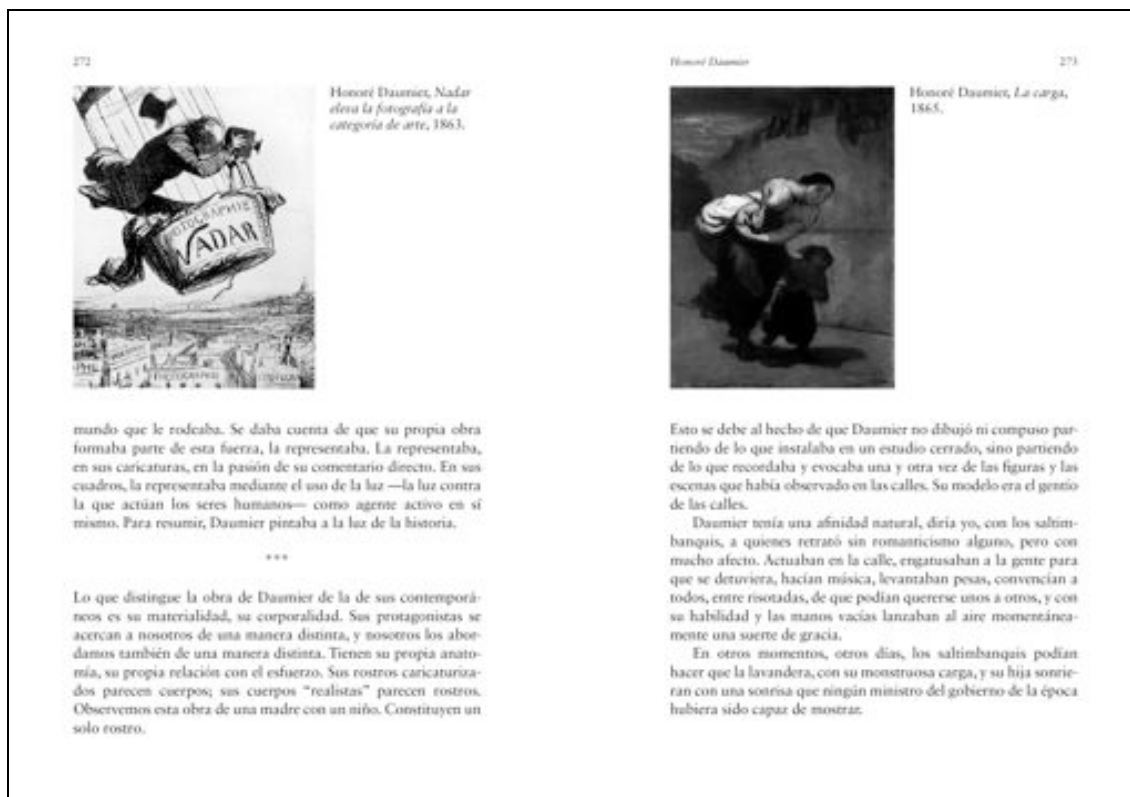 272
Honoré Daumier, Nadar
eleva la fotografía a la
categoría de arte, 1863.
NADAR
mundo que le rodeaba. Se daba cuenta de que su propia obra
formaba parte de esta fuerza, la representaba. La representaba,
en sus caricaturas, en la pasión de su comentario directo. En sus
cuadros, la representaba mediante el uso de la luz —la luz contra
la que actúan los seres humanos— como agente activo en sí
mismo. Para resumir, Daumier pintaba a la luz de la historia.
***
Lo que distingue la obra de Daumier de la de sus contemporá-
neos es su materialidad, su corporalidad. Sus protagonistas se
acercan a nosotros de una manera distinta, y nosotros los abor-
damos también de una manera distinta. Tienen su propia anato-
mía, su propia relación con el esfuerzo. Sus rostros caricaturiza-
dos parecen cuerpos; sus cuerpos “realistas” parecen rostros.
Observemos esta obra de una madre con un niño. Constituyen un
solo rostro.
Honoré Daumier
273
Honoré Daumier, La carga,
1865.
Esto se debe al hecho de que Daumier no dibujó ni compuso par-
tiendo de lo que instalaba en un estudio cerrado, sino partiendo
de lo que recordaba y evocaba una y otra vez de las figuras y las
escenas que había observado en las calles. Su modelo era el gentío
de las calles.
Daumier tenía una afinidad natural, diría yo, con los saltim-
banquis, a quienes retrató sin romanticismo alguno, pero con
mucho afecto. Actuaban en la calle, engatusaban a la gente para
que se detuviera, hacían música, levantaban pesas, convencían a
todos, entre risotadas, de que podían quererse unos a otros, y con
su habilidad y las manos vacías lanzaban al aire momentánea-
mente una suerte de gracia.
En otros momentos, otros días, los saltimbanquis podían
hacer que la lavandera, con su monstruosa carga, y su hija sonrie-
ran con una sonrisa que ningún ministro del gobierno de la época
hubiera sido capaz de mostrar.